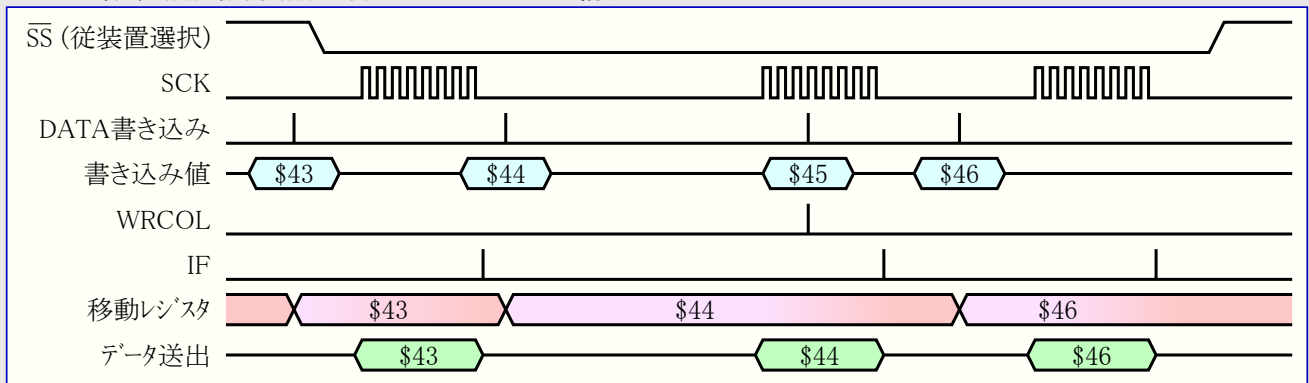 SS (従装置選択)
SCK
DATA書き込み
書き込み値
$43
$44
$45
$46
WRCOL
IF
移動レジスタ
$43
$44
$46
データ送出
$43
$44
$46